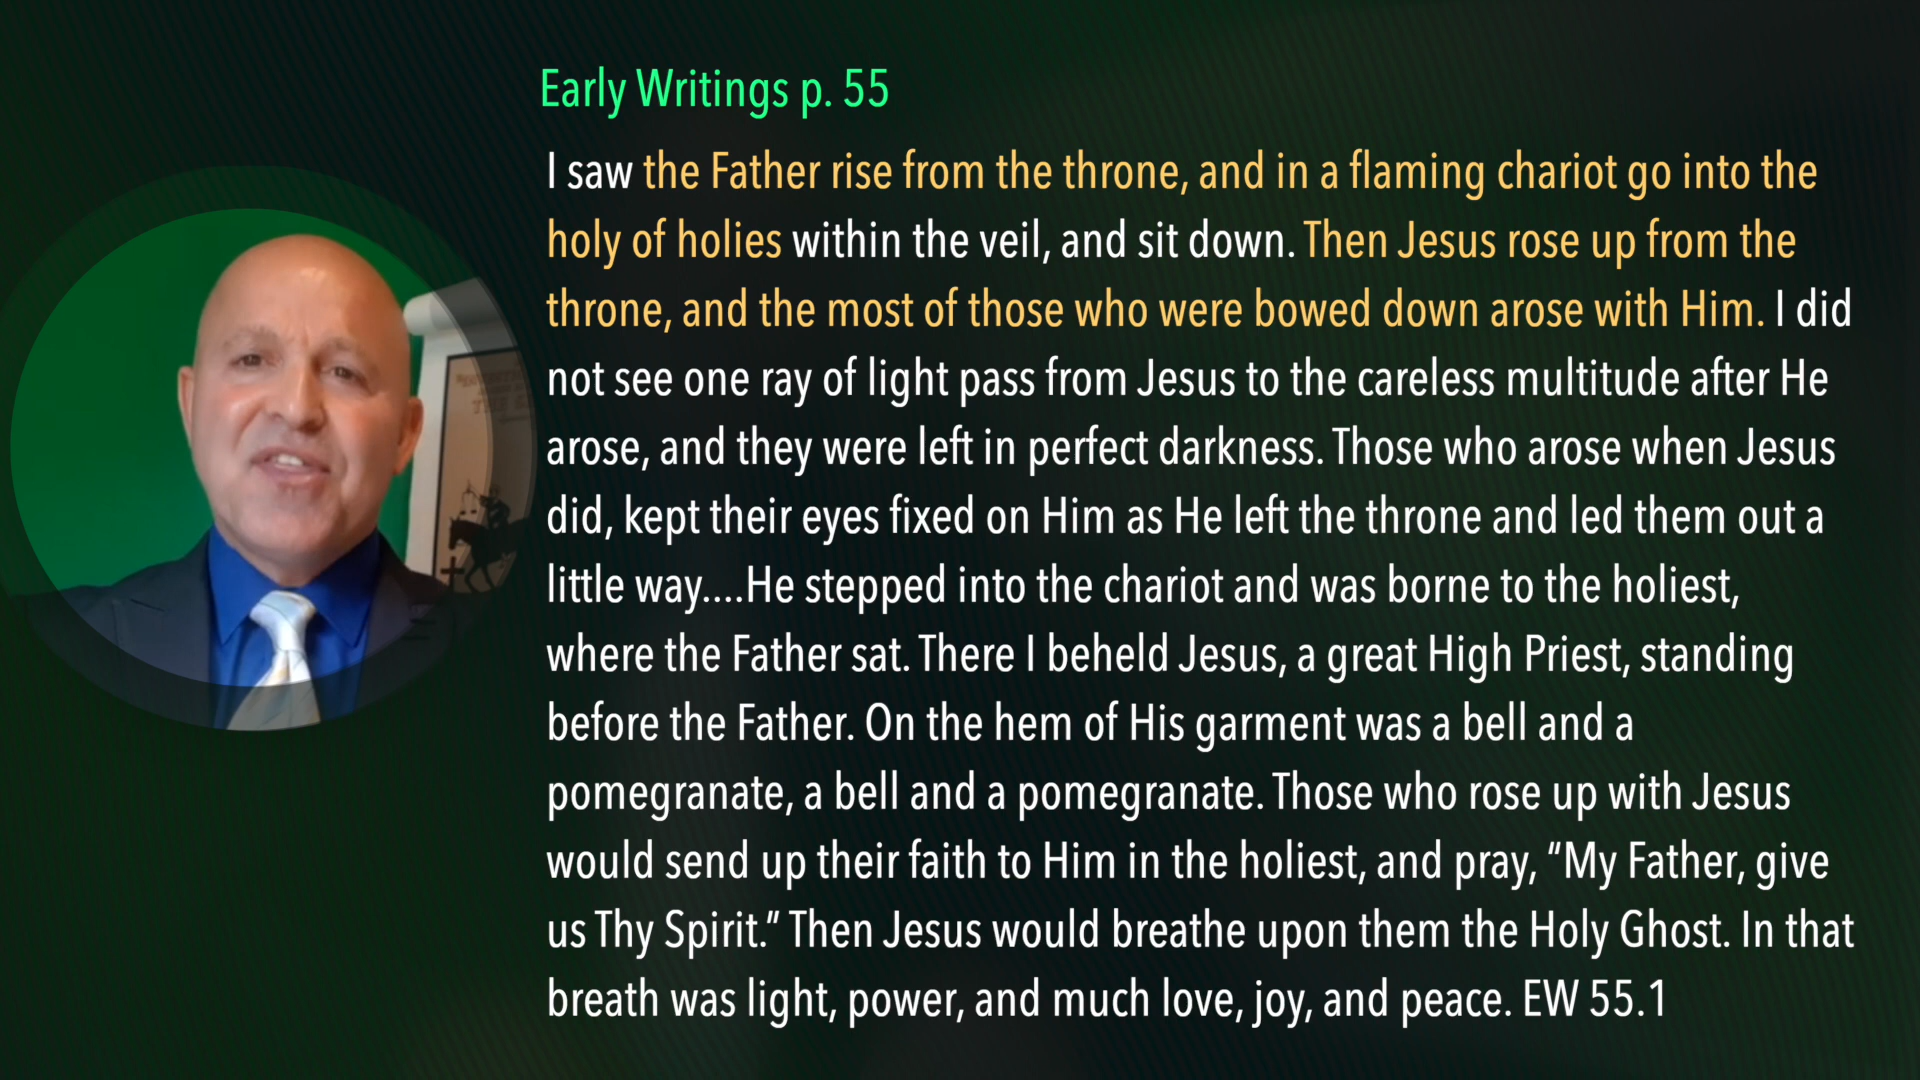 Early Writings p. 55
I saw the Father rise from the throne, and in a flaming chariot go into the
holy of holies within the veil, and sit down. Then Jesus rose up from the
throne, and the most of those who were bowed down arose with Him. I did
not see one ray of light pass from Jesus to the careless multitude after He
arose, and they were left in perfect darkness. Those who arose when Jesus
did, kept their eyes fixed on Him as He left the throne and led them out a
little way....He stepped into the chariot and was borne to the holiest,
where the Father sat. There I beheld Jesus, a great High Priest, standing
before the Father. On the hem of His garment was a bell and a
pomegranate, a bell and a pomegranate. Those who rose up with Jesus
would send up their faith to Him in the holiest, and pray, “My Father, give
us Thy Spirit.” Then Jesus would breathe upon them the Holy Ghost. In that
breath was light, power, and much love, joy, and peace. EW 55.1